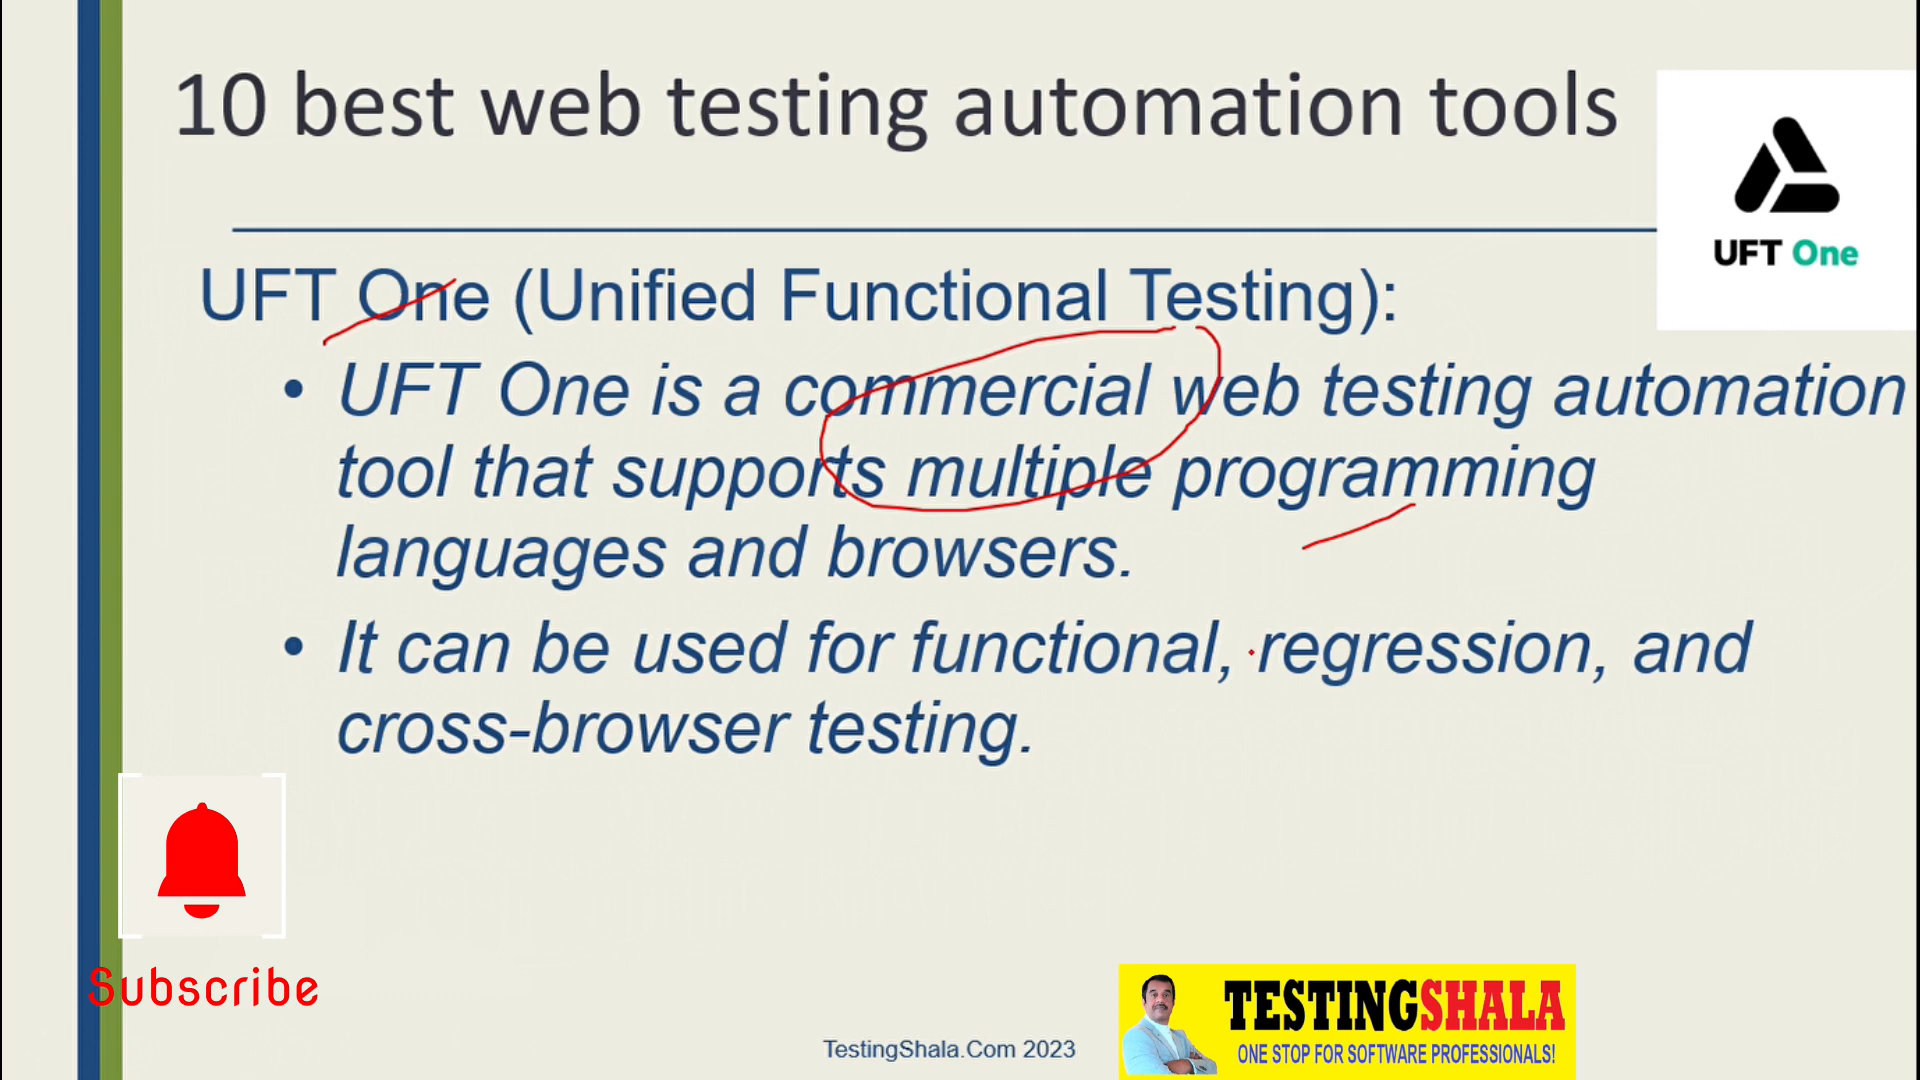 10 best web testing automation tools
UFT One
UFT One (Unified Functional Testing):
• UFT One is a commercial web testing automation
tool that supports multiple programming
languages and browsers.
• It can be used for functional, regression, and
cross-browser testing.
Subscribe
TestingShala.Com 2023
TESTINGSHALA
ONE STOP FOR SOFTWARE PROFESSIONALS!